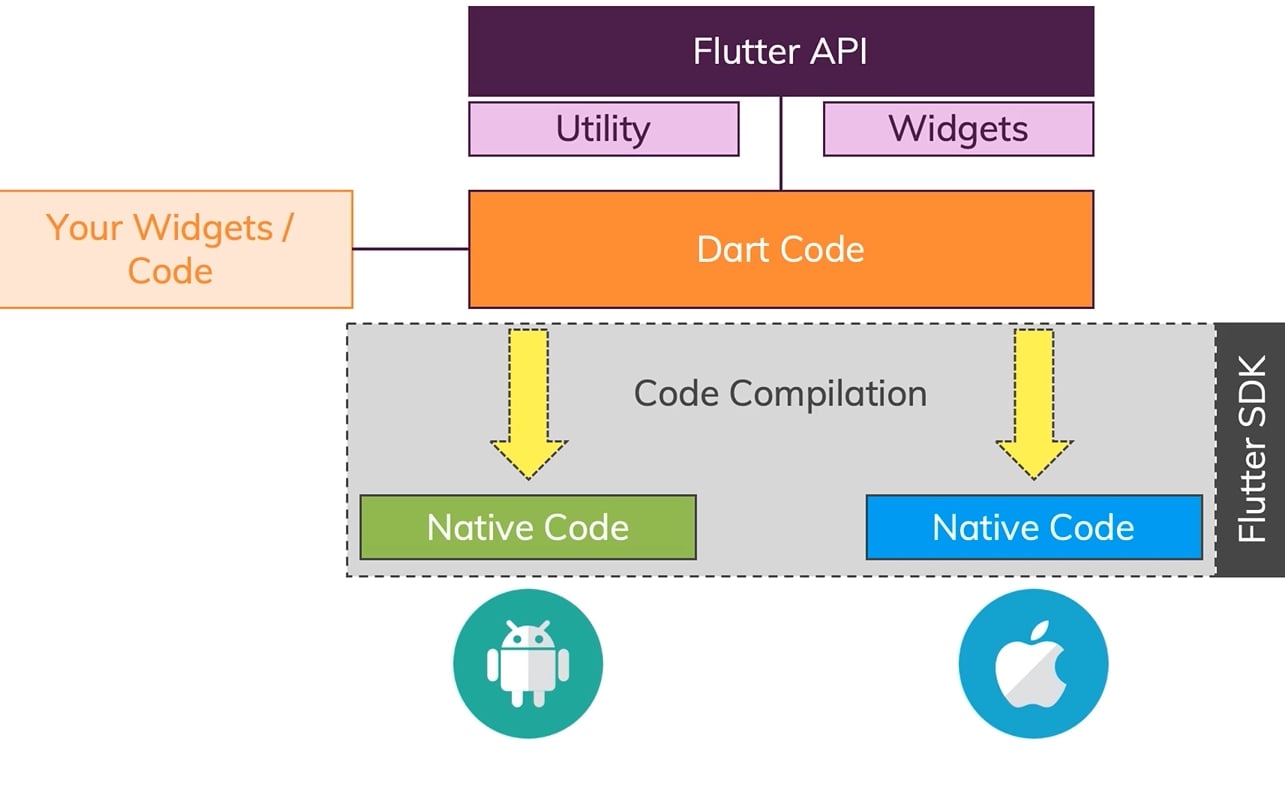 Flutter API
Utility
Widgets
Your Widgets /
Code
Dart Code
Code Compilation
Flutter SDK
Native Code
Native Code